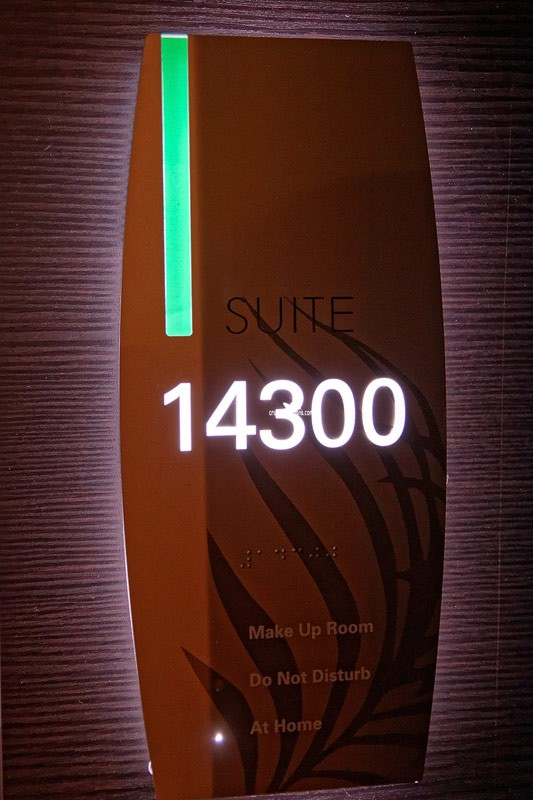 SUITE
14300
Make Up Room
Do Not Disturb
At Home